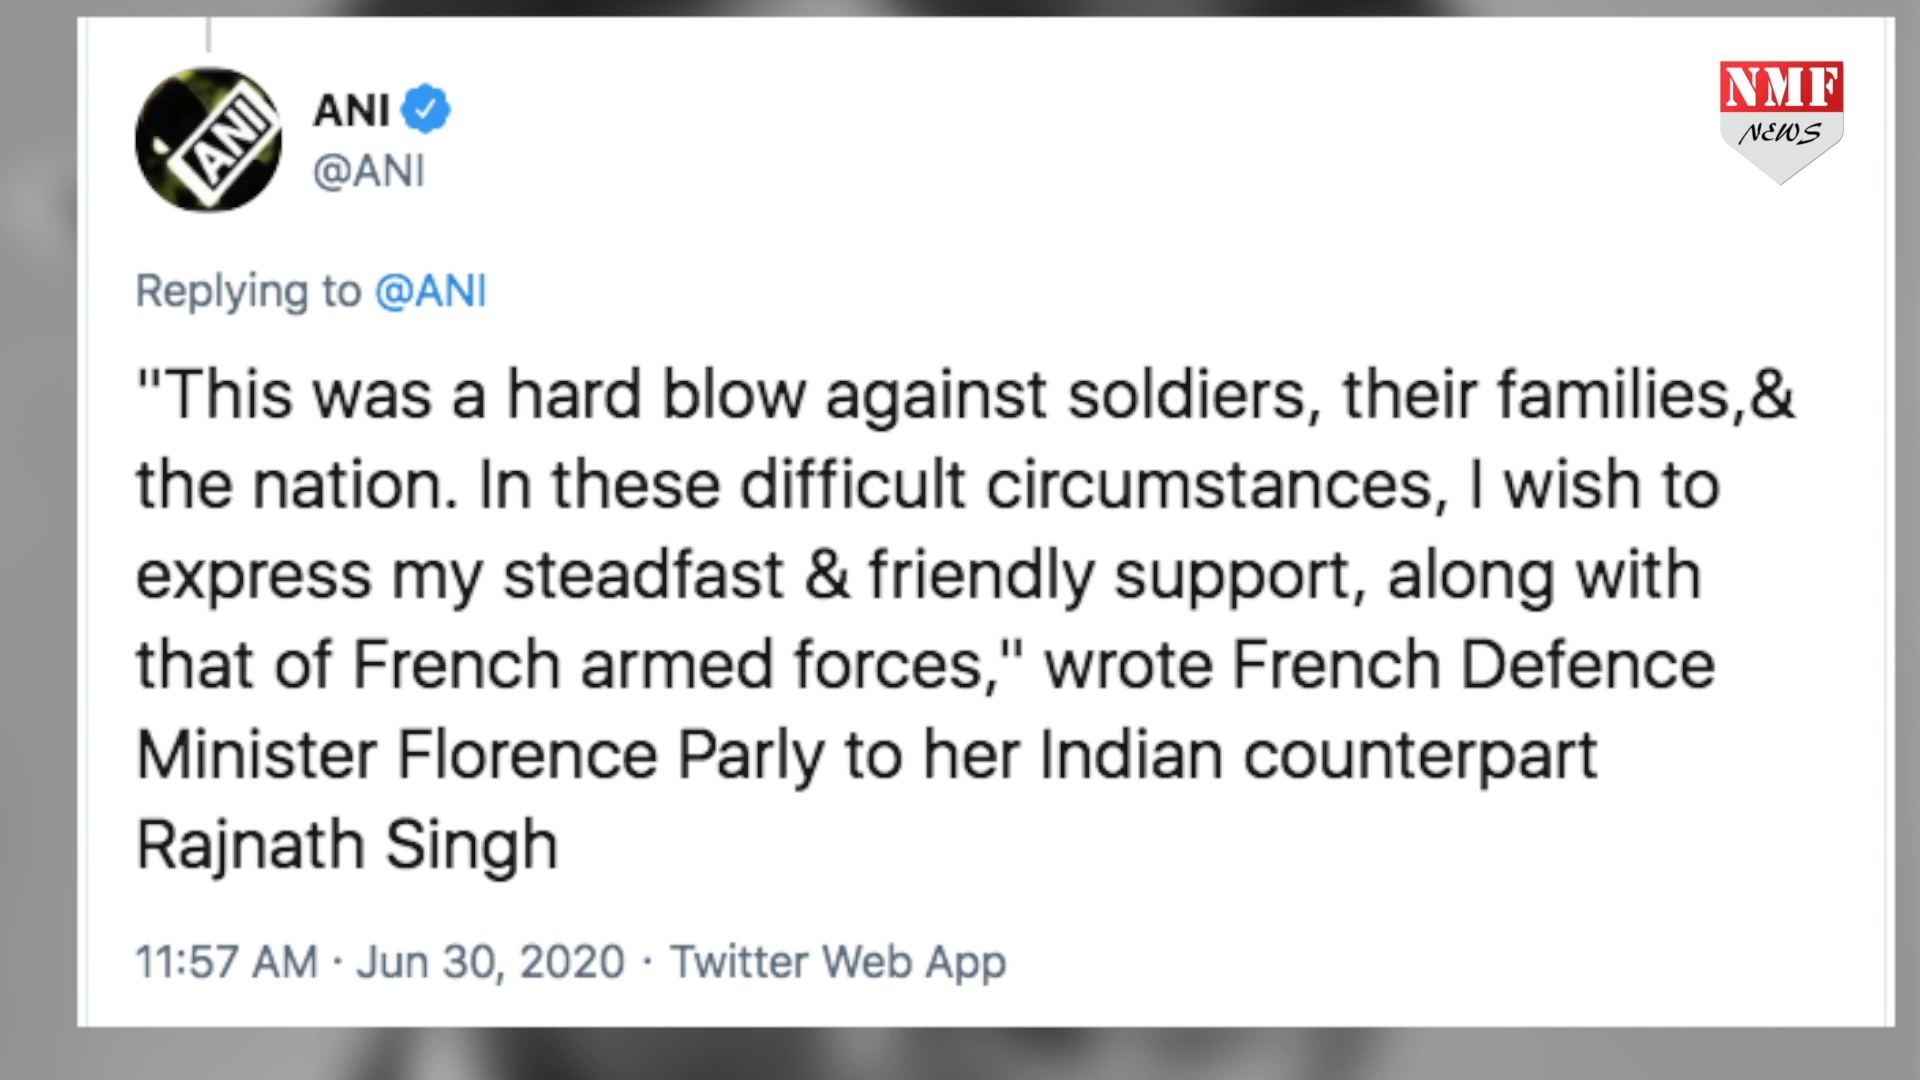 ANI
ANI
@ANI
NMF
NEWS
Replying to @ANI
"This was a hard blow against soldiers, their families,&
the nation. In these difficult circumstances, I wish to
express my steadfast & friendly support, along with
that of French armed forces," wrote French Defence
Minister Florence Parly to her Indian counterpart
Rajnath Singh
11:57 AM · Jun 30, 2020 · Twitter Web App